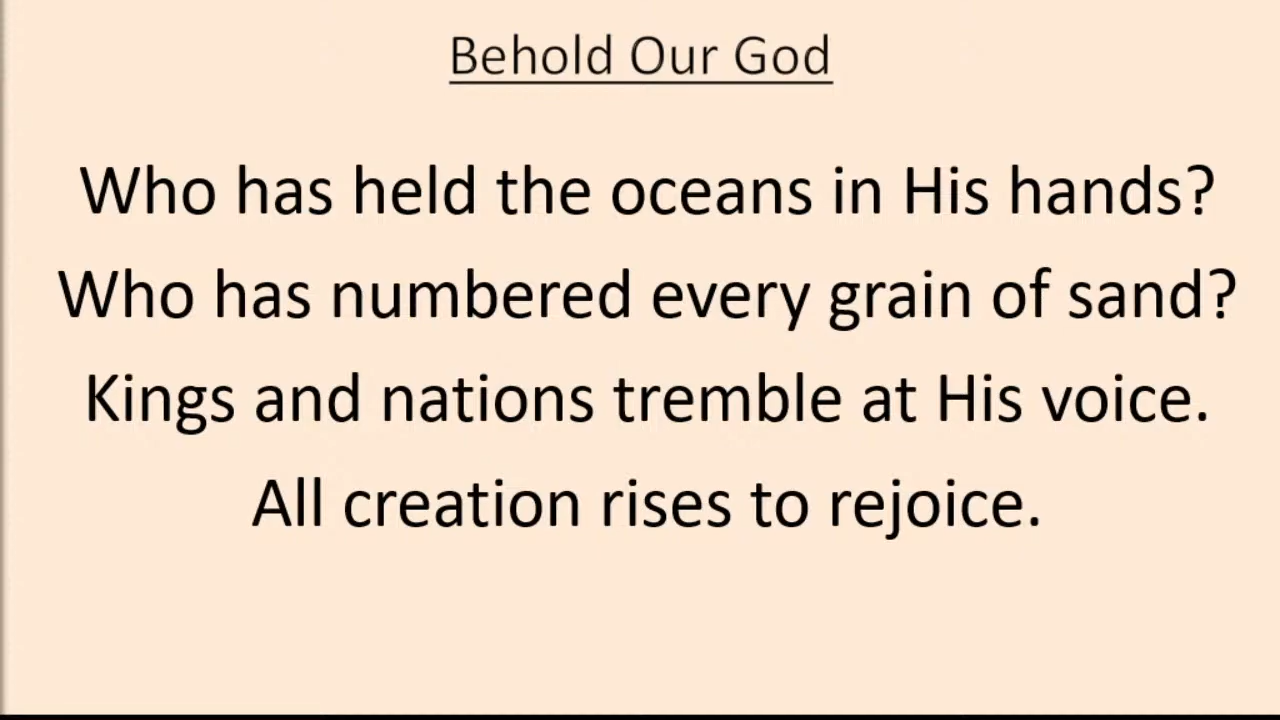 Behold Our God
Who has held the oceans in His hands?
Who has numbered every grain of sand?
Kings and nations tremble at His voice.
All creation rises to rejoice.